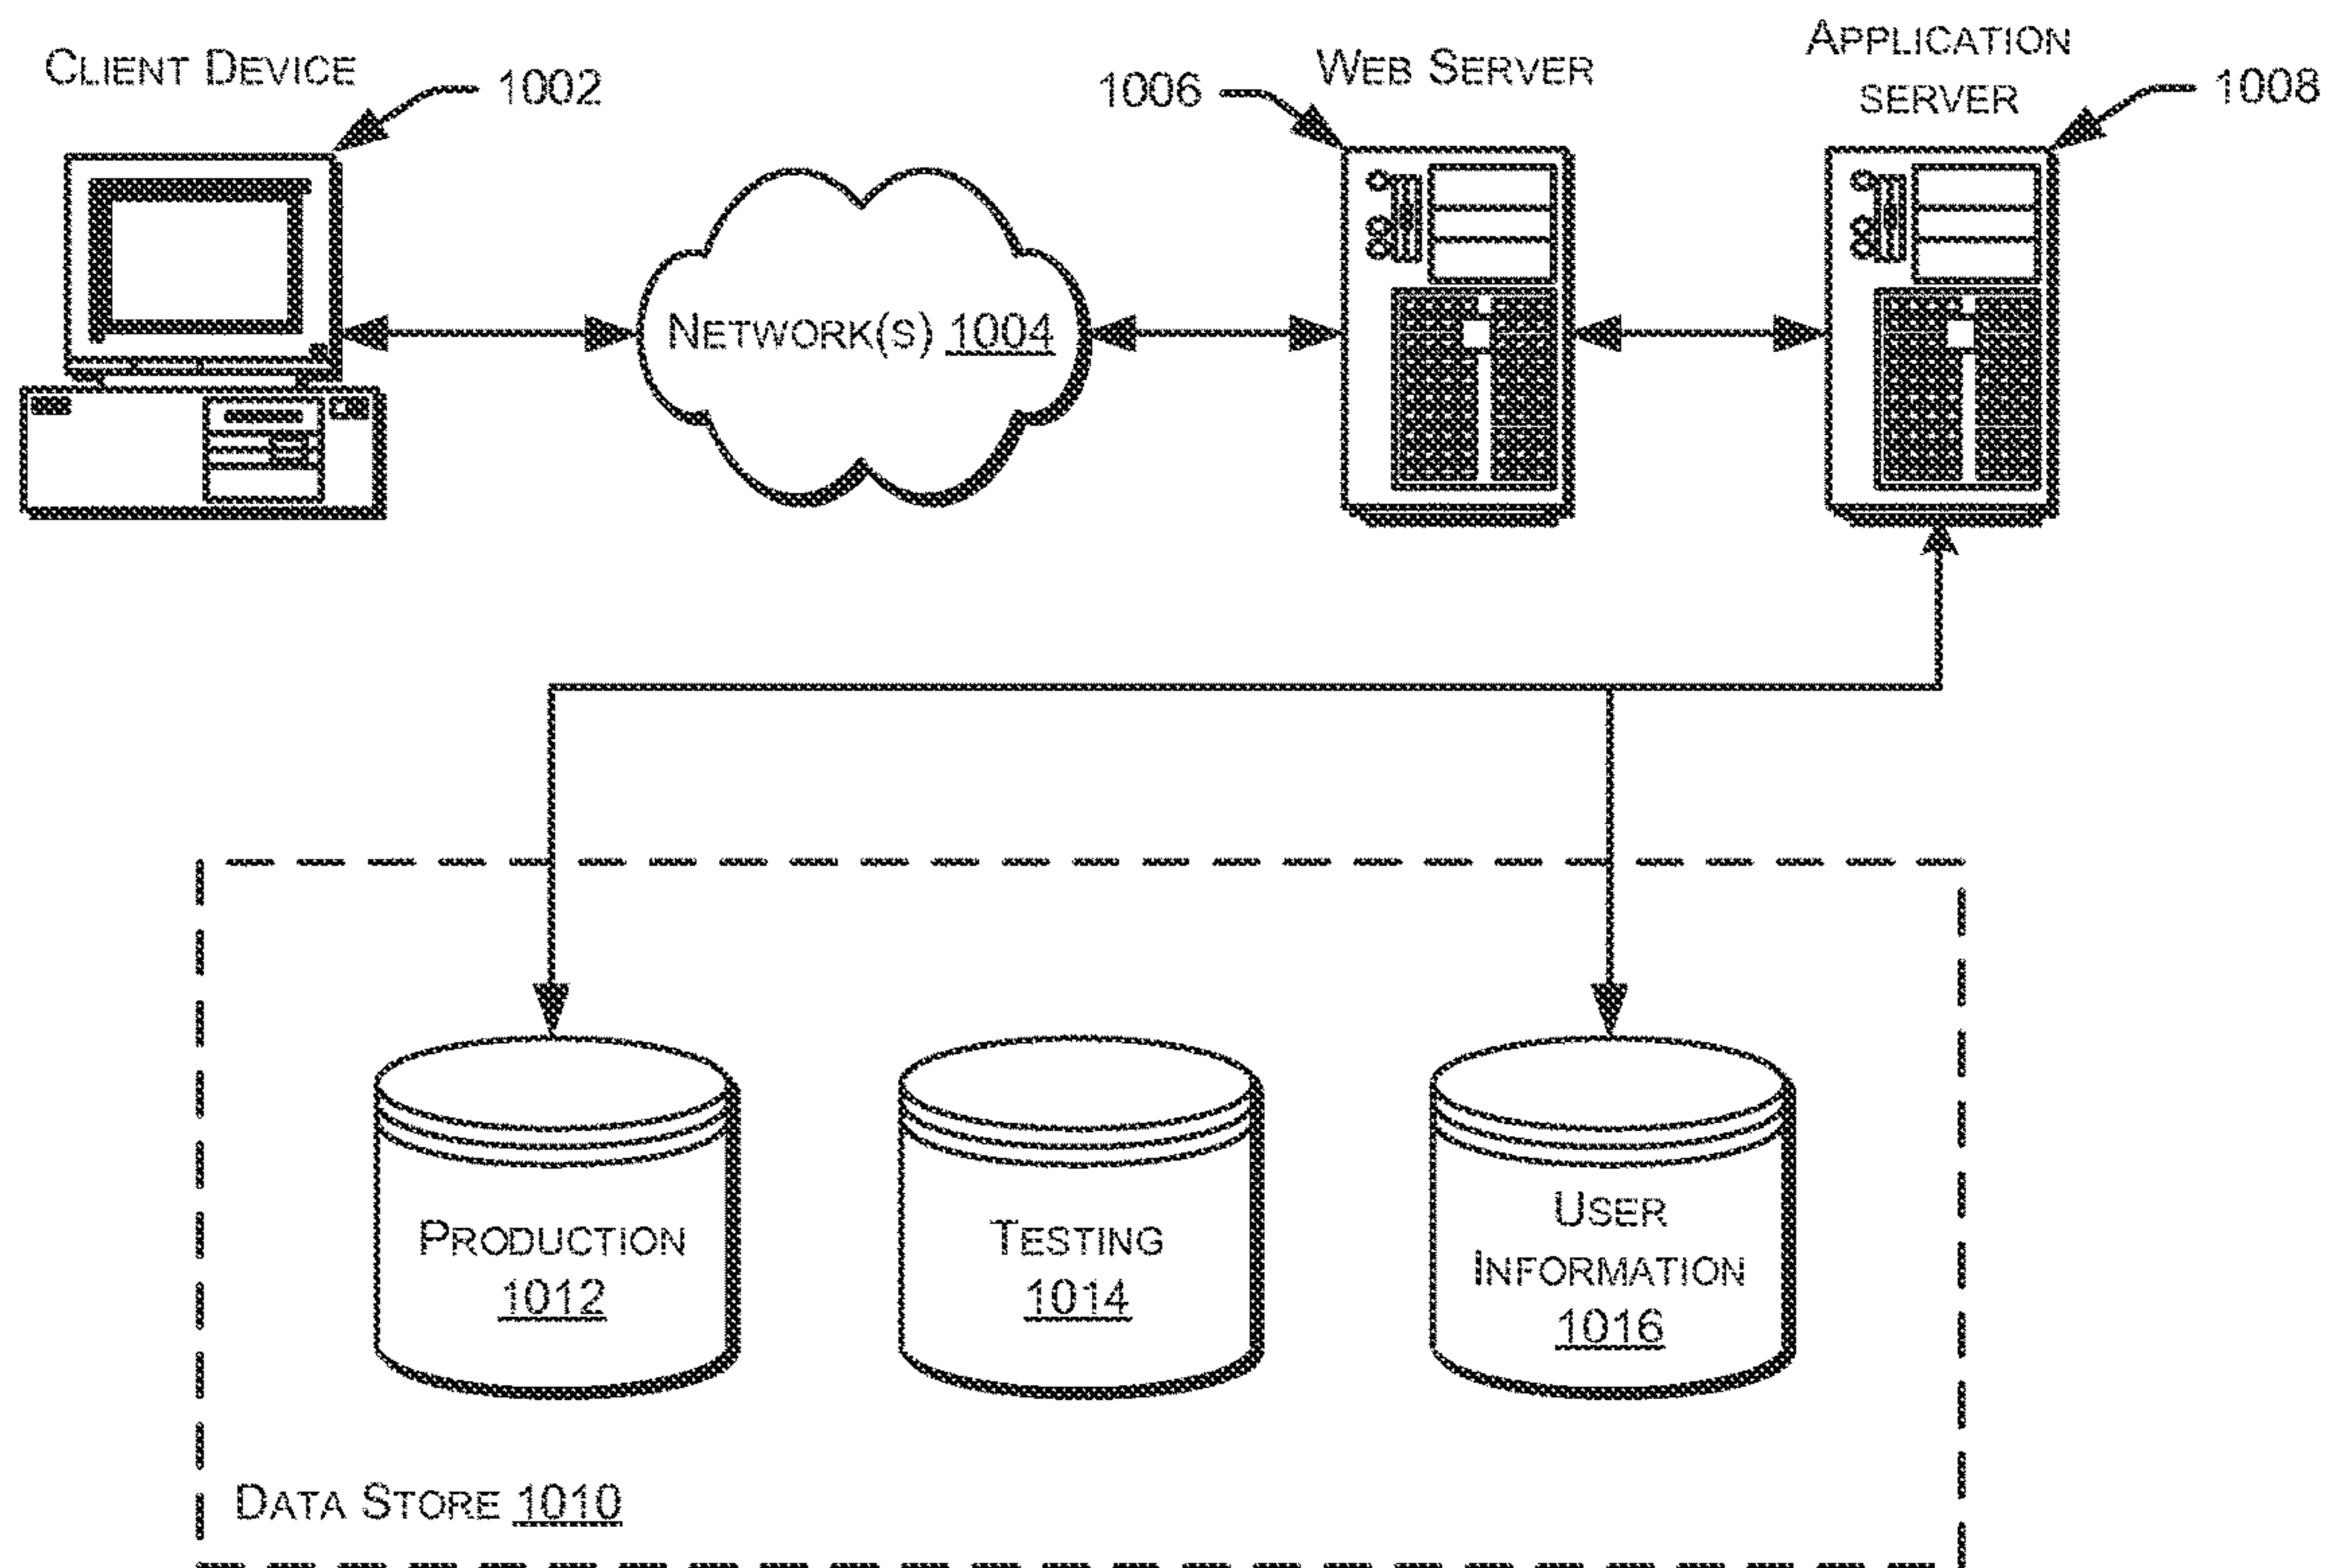 CLIENT DEVICE
1002
1006
WEB SERVER
APPLICATION
SERVER
1008
NETWORK(S) 1004
PRODUCTION
1012
TESTING
1014
USER
INFORMATION
1016
DATA STORE 1010